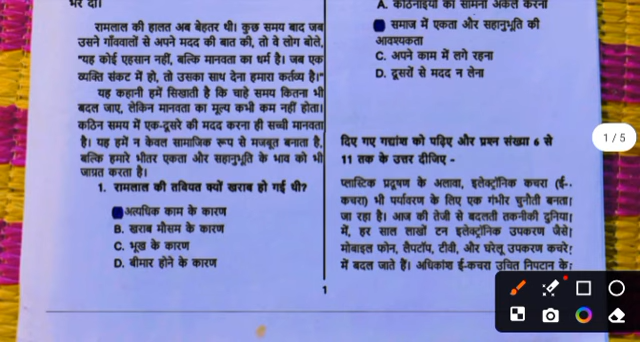 भर दी।
रामलाल की हालत अब बेहतर थी। कुछ समय बाद जब
उसने गाँववालों से अपने मदद की बात की, तो वे लोग बोले,
"यह कोई एहसान नहीं, बल्कि मानवता का धर्म है। जब एक
व्यक्ति संकट में हो, तो उसका साथ देना हमारा कर्तव्य है।"
यह कहानी हमें सिखाती है कि चाहे समय कितना भी
बदल जाए, लेकिन मानवता का मूल्य कभी कम नहीं होता।
कठिन समय में एक-दूसरे की मदद करना ही सच्ची मानवता
है। यह हमें न केवल सामाजिक रूप से मजबूत बनाता है,
बल्कि हमारे भीतर एकता और सहानुभूति के भाव को भी
जाग्रत करता है।
1. रामलाल की तबियत क्यों खराब हो गई थी?
अत्यधिक काम के कारण
B. खराब मौसम के कारण
C. भूख के कारण
D. बीमार होने के कारण
A. कठिनाइयों का सामना अकेले करना
समाज में एकता और सहानुभूति की
आवश्यकता
C. अपने काम में लगे रहना
D. दूसरों से मदद न लेना
दिए गए गद्यांश को पढ़िए और प्रश्न संख्या 6 से
11 तक के उत्तर दीजिए -
प्लास्टिक प्रदूषण के अलावा, इलेक्ट्रॉनिक कचरा (ई-
कचरा) भी पर्यावरण के लिए एक गंभीर चुनौती बनता
जा रहा है। आज की तेजी से बदलती तकनीकी दुनिया
में, हर साल लाखों टन इलेक्ट्रॉनिक उपकरण जैसे
मोबाइल फोन, लैपटॉप, टीवी, और घरेलू उपकरण कचरे
में बदल जाते हैं। अधिकांश ई-कचरा उचित निपटान के
1
1 / 5